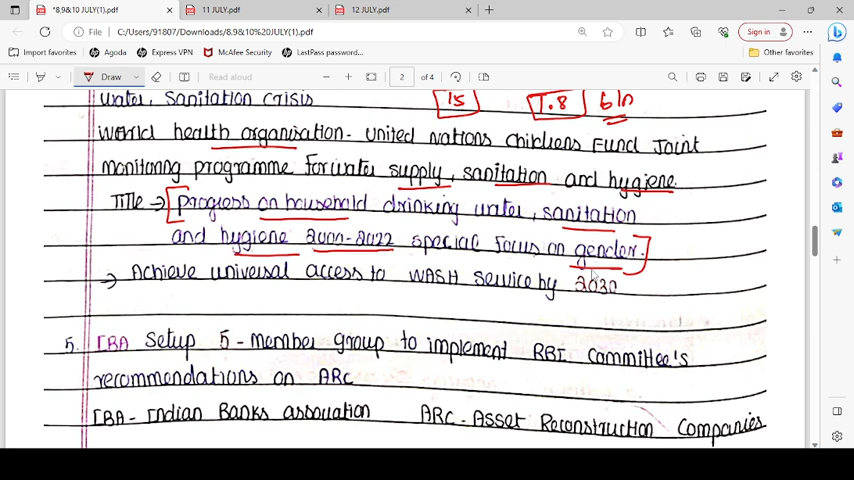 *8,9&10 JULY(1).pdf 11 JULY.pdf 12 JULY.pdf
File C:/Users/91807/Downloads/8,9&10%20JULY(1).pdf Sign in
Import favorites Agoda Express VPN McAfee Security LastPass password... Other favorites
Draw Read aloud 2 of 4
water, sanitation crisis 15 1.8 bln
World health organisation - United Nations Childrens Fund Joint
monitoring programme for water supply, sanitation and hygiene.
Title → [progress on household drinking water, sanitation
and hygiene 2000-2022 special focus on gender.]
→ Achieve universal access to WASH service by 2030
5. IBA Setup 5-member group to implement RBI Committee's
recommendations on ARC
IBA - Indian Banks association ARC - Asset Reconstruction Companies